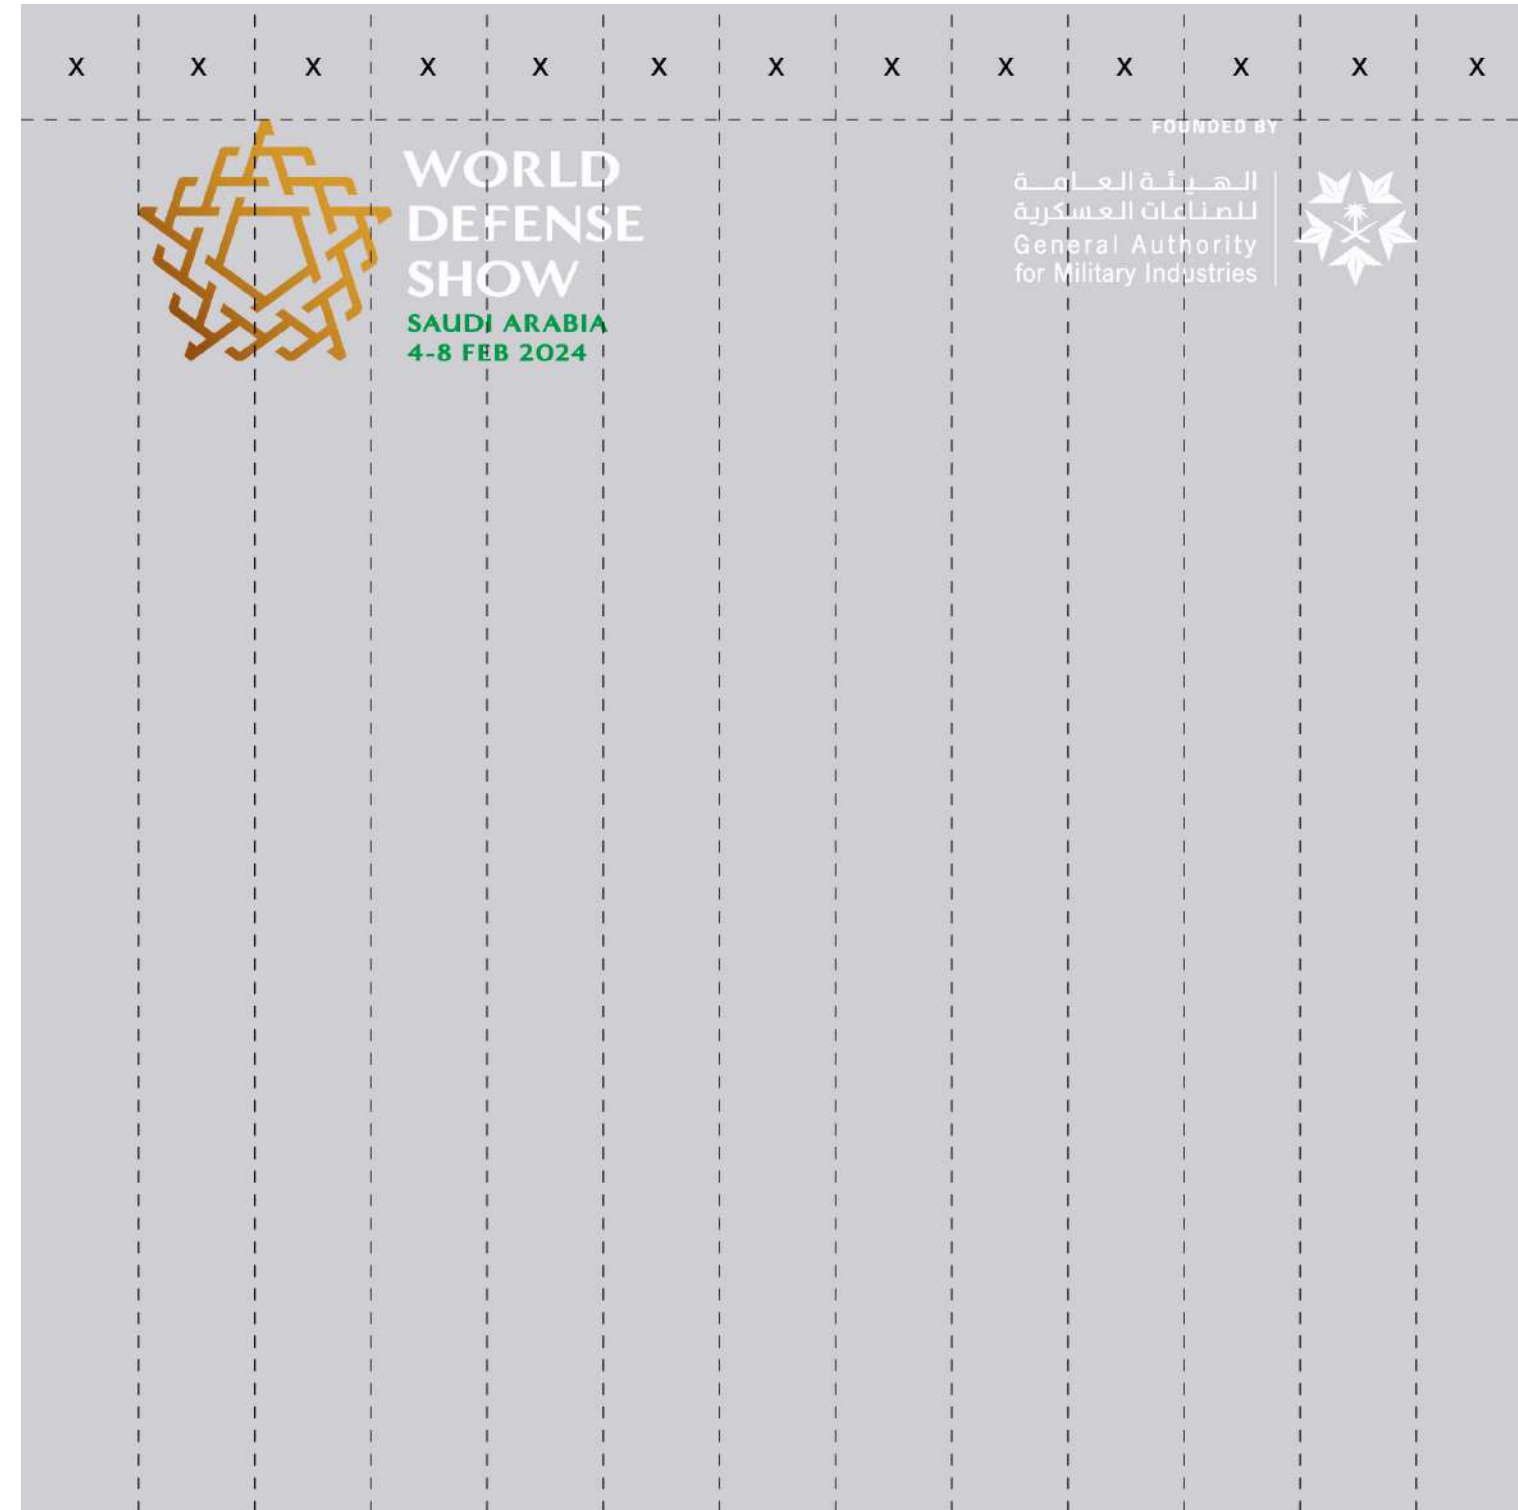 X X X X X X X X X X X X X
WORLD
DEFENSE
SHOW
SAUDI ARABIA
4-8 FEB 2024
FOUNDED BY
الهيئة العامة
للصناعات العسكرية
General Authority
for Military Industries